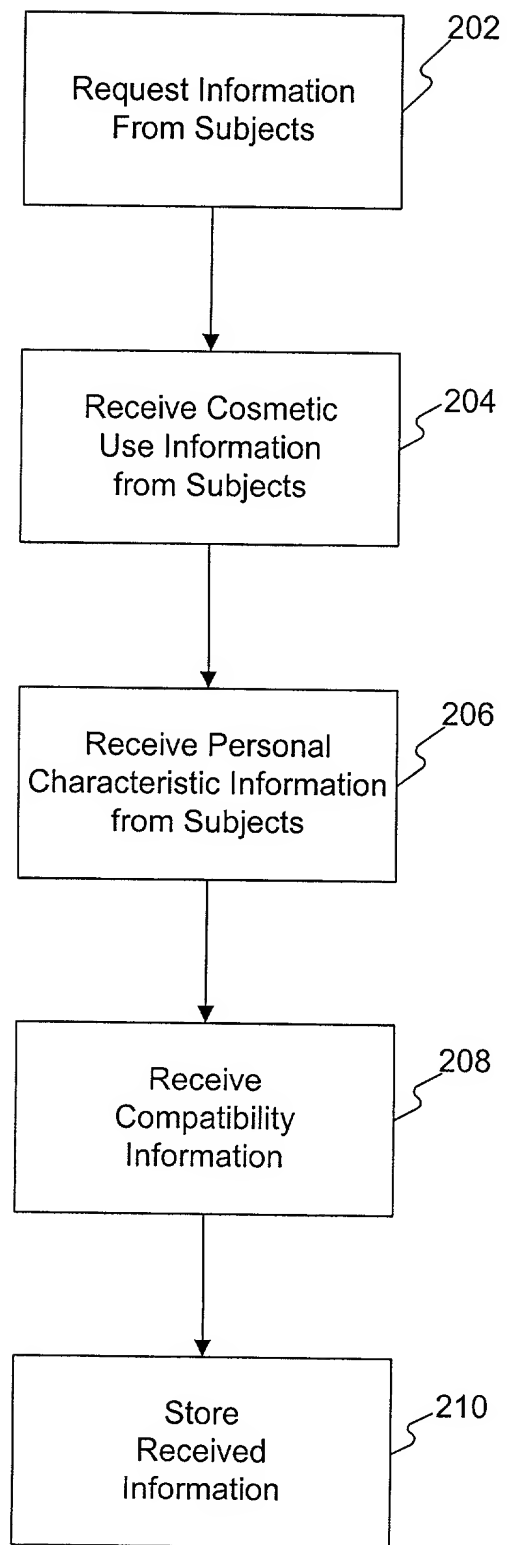 202
Request Information
From Subjects
204
Receive Cosmetic
Use Information
from Subjects
206
Receive Personal
Characteristic Information
from Subjects
208
Receive
Compatibility
Information
210
Store
Received
Information